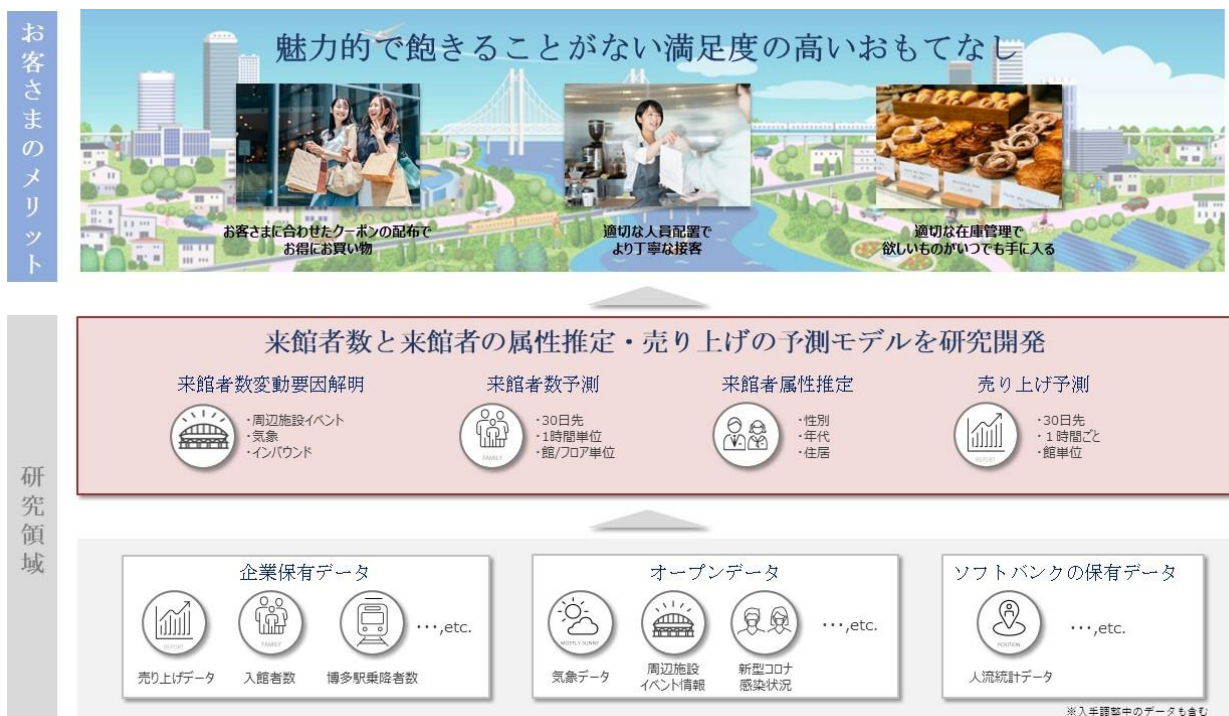 お客さまのメリット
魅力的で飽きることがない満足度の高いおもてなし
お客さまに合わせたクーポンの配布で
お得にお買い物
適切な人員配置で
より丁寧な接客
適切な在庫管理で
欲しいものがいつでも手に入る
研究領域
来館者数と来館者の属性推定・売り上げの予測モデルを研究開発
来館者数変動要因解明
・周辺施設イベント
・気象
・インバウンド
来館者数予測
FAMILY
・30日先
・1時間単位
・館/フロア単位
来館者属性推定
・性別
・年代
・住居
売り上げ予測
REPORT
・30日先
・1時間ごと
・館単位
企業保有データ
REPORT
FAMILY
…,etc.
売り上げデータ
入館者数
博多駅乗降者数
オープンデータ
MOSTLY SUNNY
…,etc.
気象データ
周辺施設
イベント情報
新型コロナ
感染状況
ソフトバンクの保有データ
POSITION
…,etc.
人流統計データ
※入手調整中のデータも含む